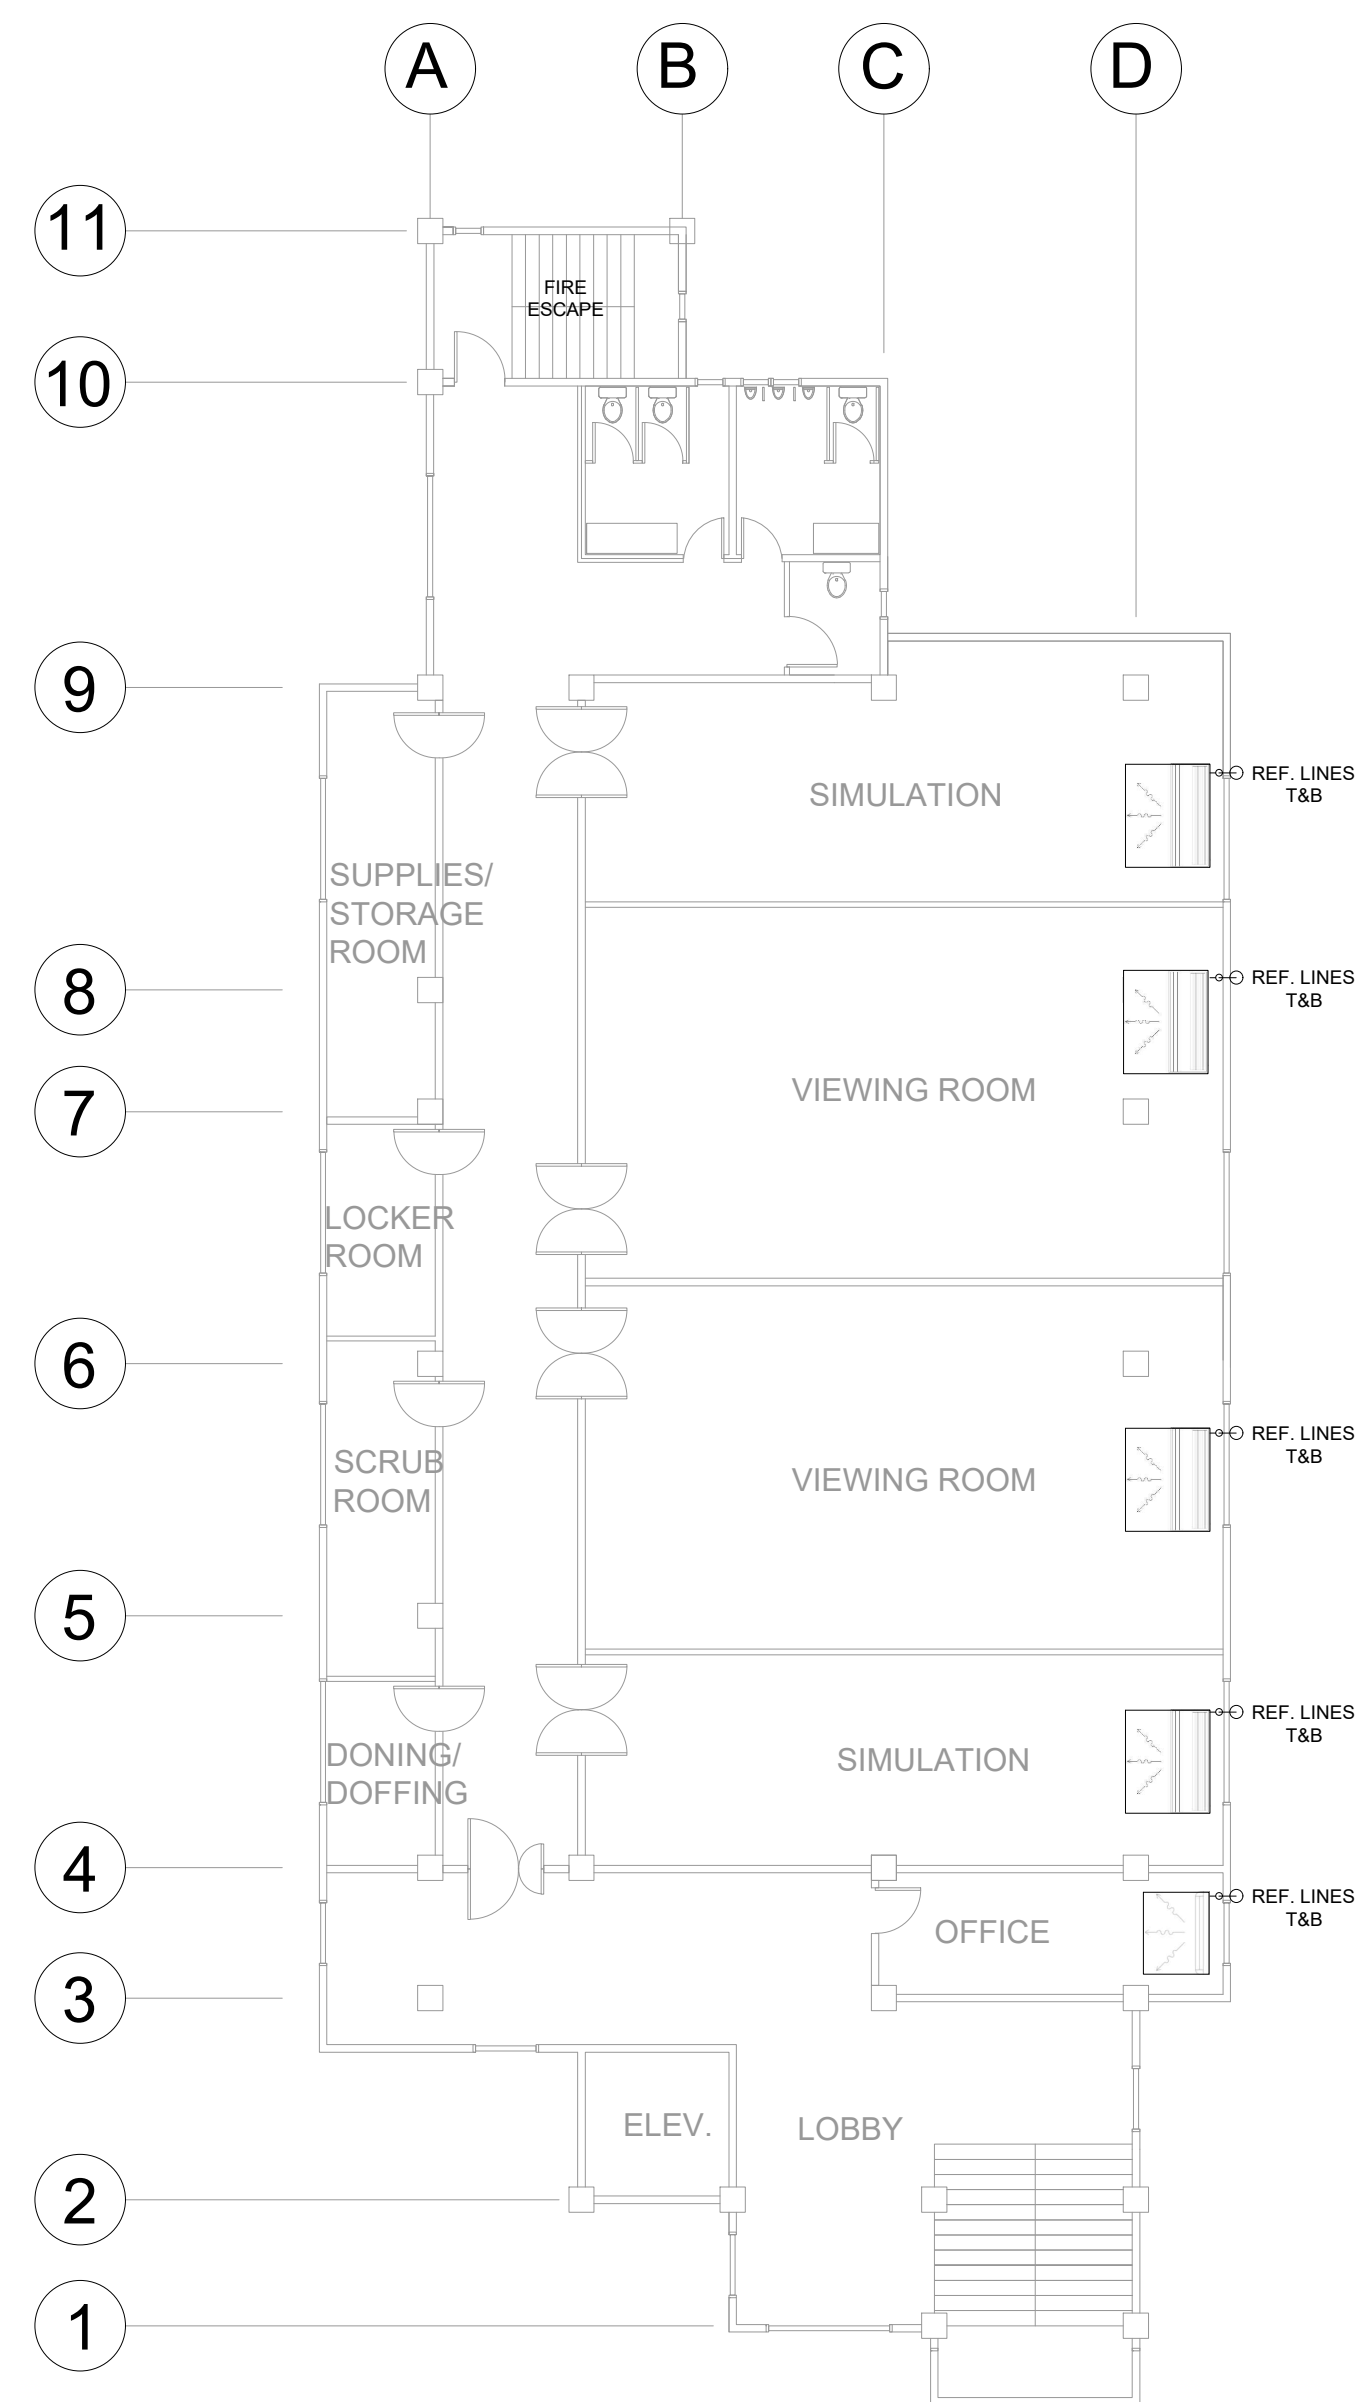 A
B
C
D
11
FIRE
ESCAPE
10
9
SIMULATION
REF. LINES
T&B
SUPPLIES/
STORAGE
ROOM
8
REF. LINES
T&B
VIEWING ROOM
7
LOCKER
ROOM
6
REF. LINES
T&B
SCRUB
ROOM
VIEWING ROOM
5
REF. LINES
T&B
DONING/
DOFFING
SIMULATION
4
REF. LINES
T&B
OFFICE
3
ELEV.
LOBBY
2
1